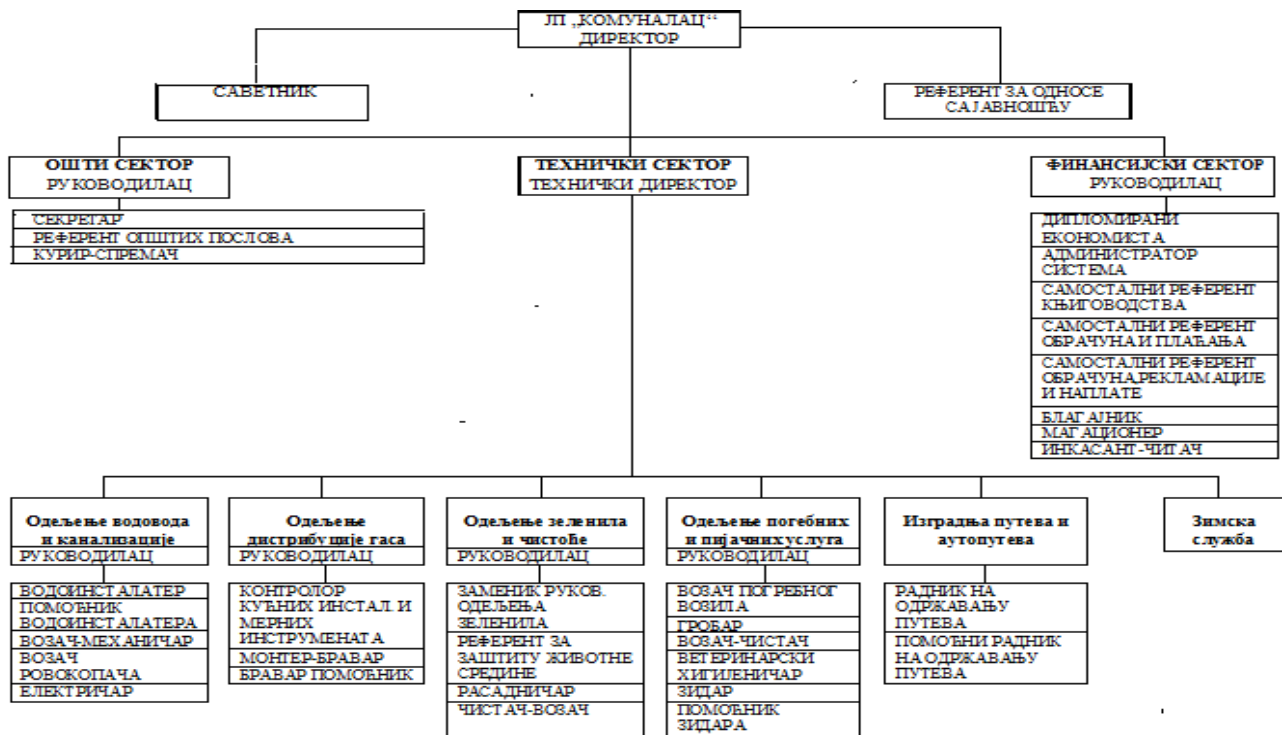 ЈП „КОМУНАЛАЦ“
ДИРЕКТОР
САВЕТНИК
РЕФЕРЕНТ ЗА ОДНОСЕ
СА ЈАВНОШЋУ
ОШТИ СЕКТОР
РУКОВОДИЛАЦ
ТЕХНИЧКИ СЕКТОР
ТЕХНИЧКИ ДИРЕКТОР
ФИНАНСИЈСКИ СЕКТОР
РУКОВОДИЛАЦ
СЕКРЕТАР
РЕФЕРЕНТ ОПШТИХ ПОСЛОВА
КУРИР-СПРЕМАЧ
ДИПЛОМИРАНИ
ЕКОНОМИСТА
АДМИНИСТРАТОР
СИСТЕМА
САМОСТАЛНИ РЕФЕРЕНТ
КЊИГОВОДСТВА
САМОСТАЛНИ РЕФЕРЕНТ
ОБРАЧУНА И ПЛАЋАЊА
САМОСТАЛНИ РЕФЕРЕНТ
ОБРАЧУНА,РЕКЛАМАЦИЈЕ
И НАПЛАТЕ
БЛАГАЈНИК
МАГАЦИОНЕР
ИНКАСАНТ-ЧИТАЧ
Одељење водовода
и канализације
РУКОВОДИЛАЦ
ВОДОИНСТАЛАТЕР
ПОМОЋНИК
ВОДОИНСТАЛАТЕРА
ВОЗАЧ-МЕХАНИЧАР
ВОЗАЧ
РОВОКОПАЧА
ЕЛЕКТРИЧАР
Одељење
дистрибуције гаса
РУКОВОДИЛАЦ
КОНТРОЛОР
КУЋНИХ ИНСТАЛ. И
МЕРНИХ
ИНСТРУМЕНАТА
МОНТЕР-БРАВАР
БРАВАР ПОМОЋНИК
Одељење зеленила
и чистоће
РУКОВОДИЛАЦ
ЗАМЕНИК РУКОВ.
ОДЕЉЕЊА
ЗЕЛЕНИЛА
РЕФЕРЕНТ ЗА
ЗАШТИТУ ЖИВОТНЕ
СРЕДИНЕ
РАСАДНИЧАР
ЧИСТАЧ-ВОЗАЧ
Одељење погебних
и пијачних услуга
РУКОВОДИЛАЦ
ВОЗАЧ ПОГРЕБНОГ
ВОЗИЛА
ГРОБАР
ВОЗАЧ-ЧИСТАЧ
ВЕТЕРИНАРСКИ
ХИГИЈЕНИЧАР
ЗИДАР
ПОМОЋНИК
ЗИДАРА
Изградња путева и
аутопутева
РАДНИК НА
ОДРЖАВАЊУ
ПУТЕВА
ПОМОЋНИ РАДНИК
НА ОДРЖАВАЊУ
ПУТЕВА
Зимска
служба